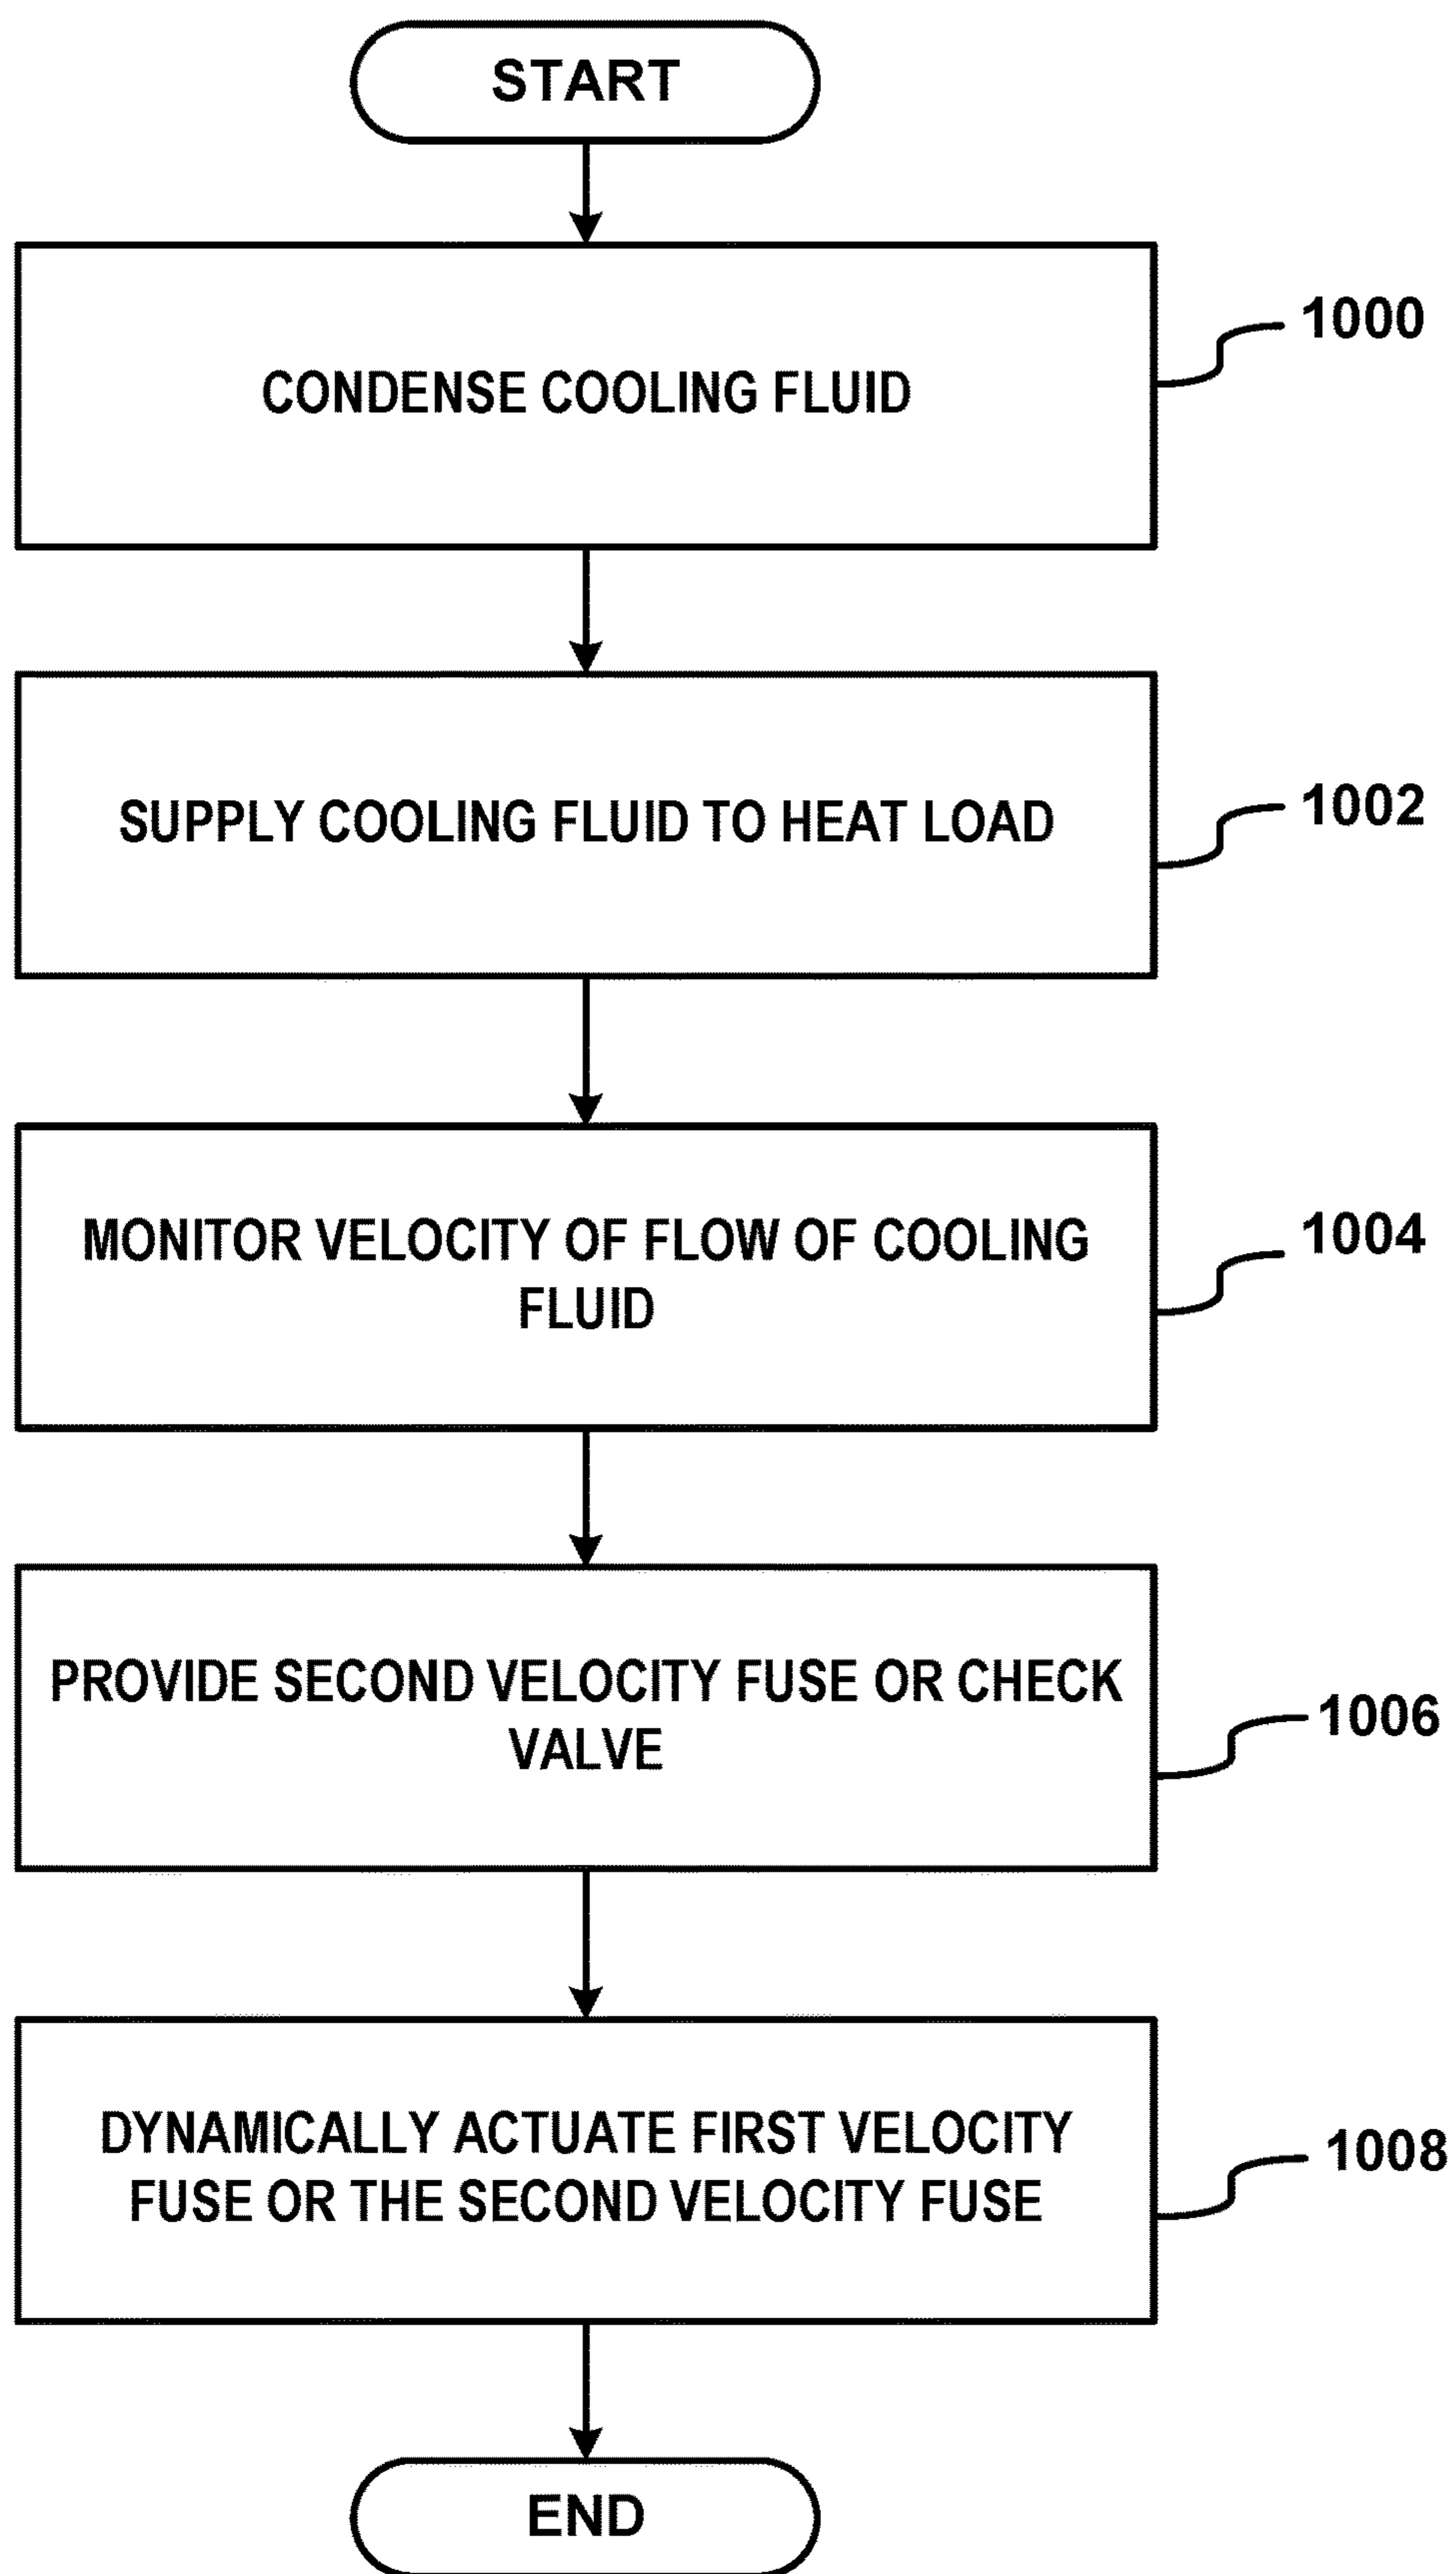 START
CONDENSE COOLING FLUID
1000
SUPPLY COOLING FLUID TO HEAT LOAD
1002
MONITOR VELOCITY OF FLOW OF COOLING
FLUID
1004
PROVIDE SECOND VELOCITY FUSE OR CHECK
VALVE
1006
DYNAMICALLY ACTUATE FIRST VELOCITY
FUSE OR THE SECOND VELOCITY FUSE
1008
END